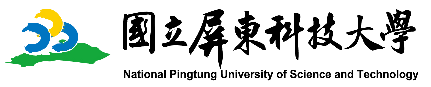 國立屏東科技大學
National Pingtung University of Science and Technology